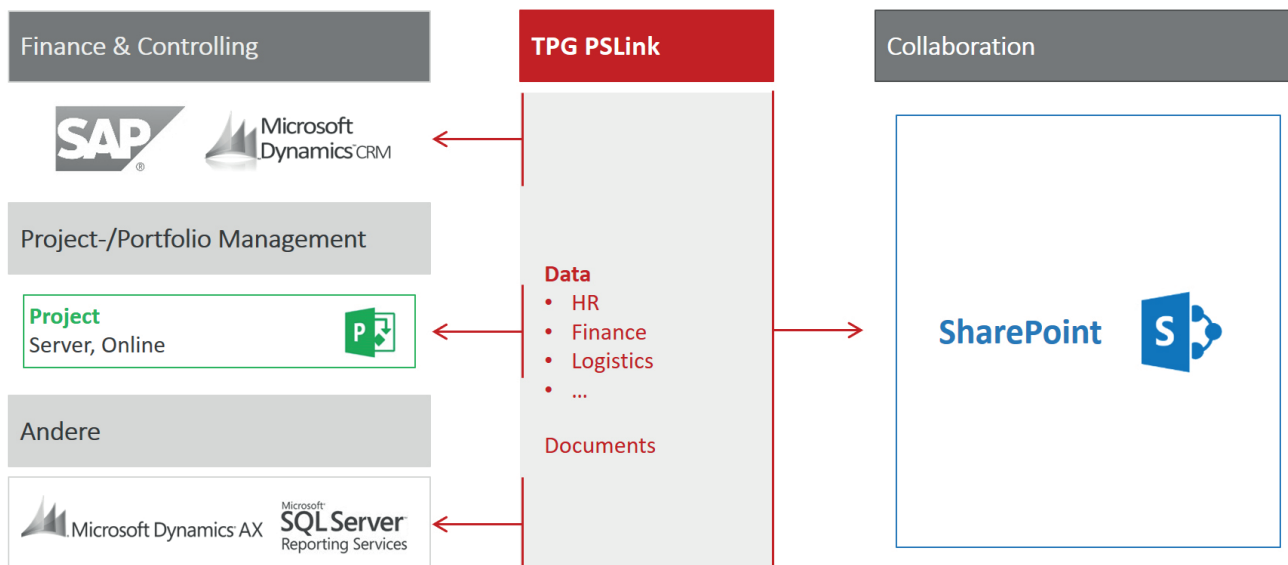 Finance & Controlling
SAP
®
Microsoft
Dynamics CRM
Project-/Portfolio Management
Project
Server, Online
P
Andere
Microsoft Dynamics AX
Microsoft
SQL Server
Reporting Services
TPG PSLink
Data
• HR
• Finance
• Logistics
• ...
Documents
Collaboration
SharePoint
S